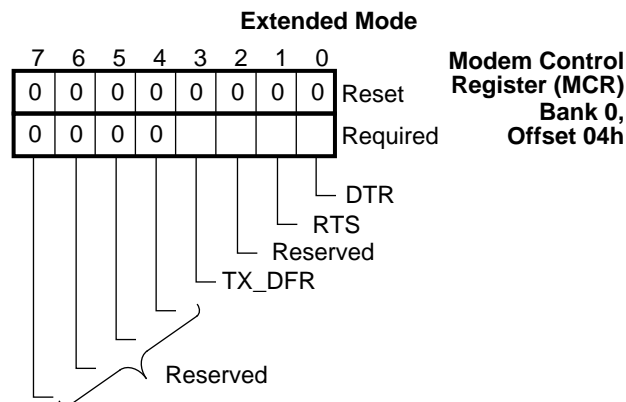 Extended Mode
7 6 5 4 3 2 1 0
Modem Control
Register (MCR)
Bank 0,
Offset 04h
0 0 0 0 0 0 0 0 Reset
0 0 0 0 Required
DTR
RTS
Reserved
TX_DFR
Reserved